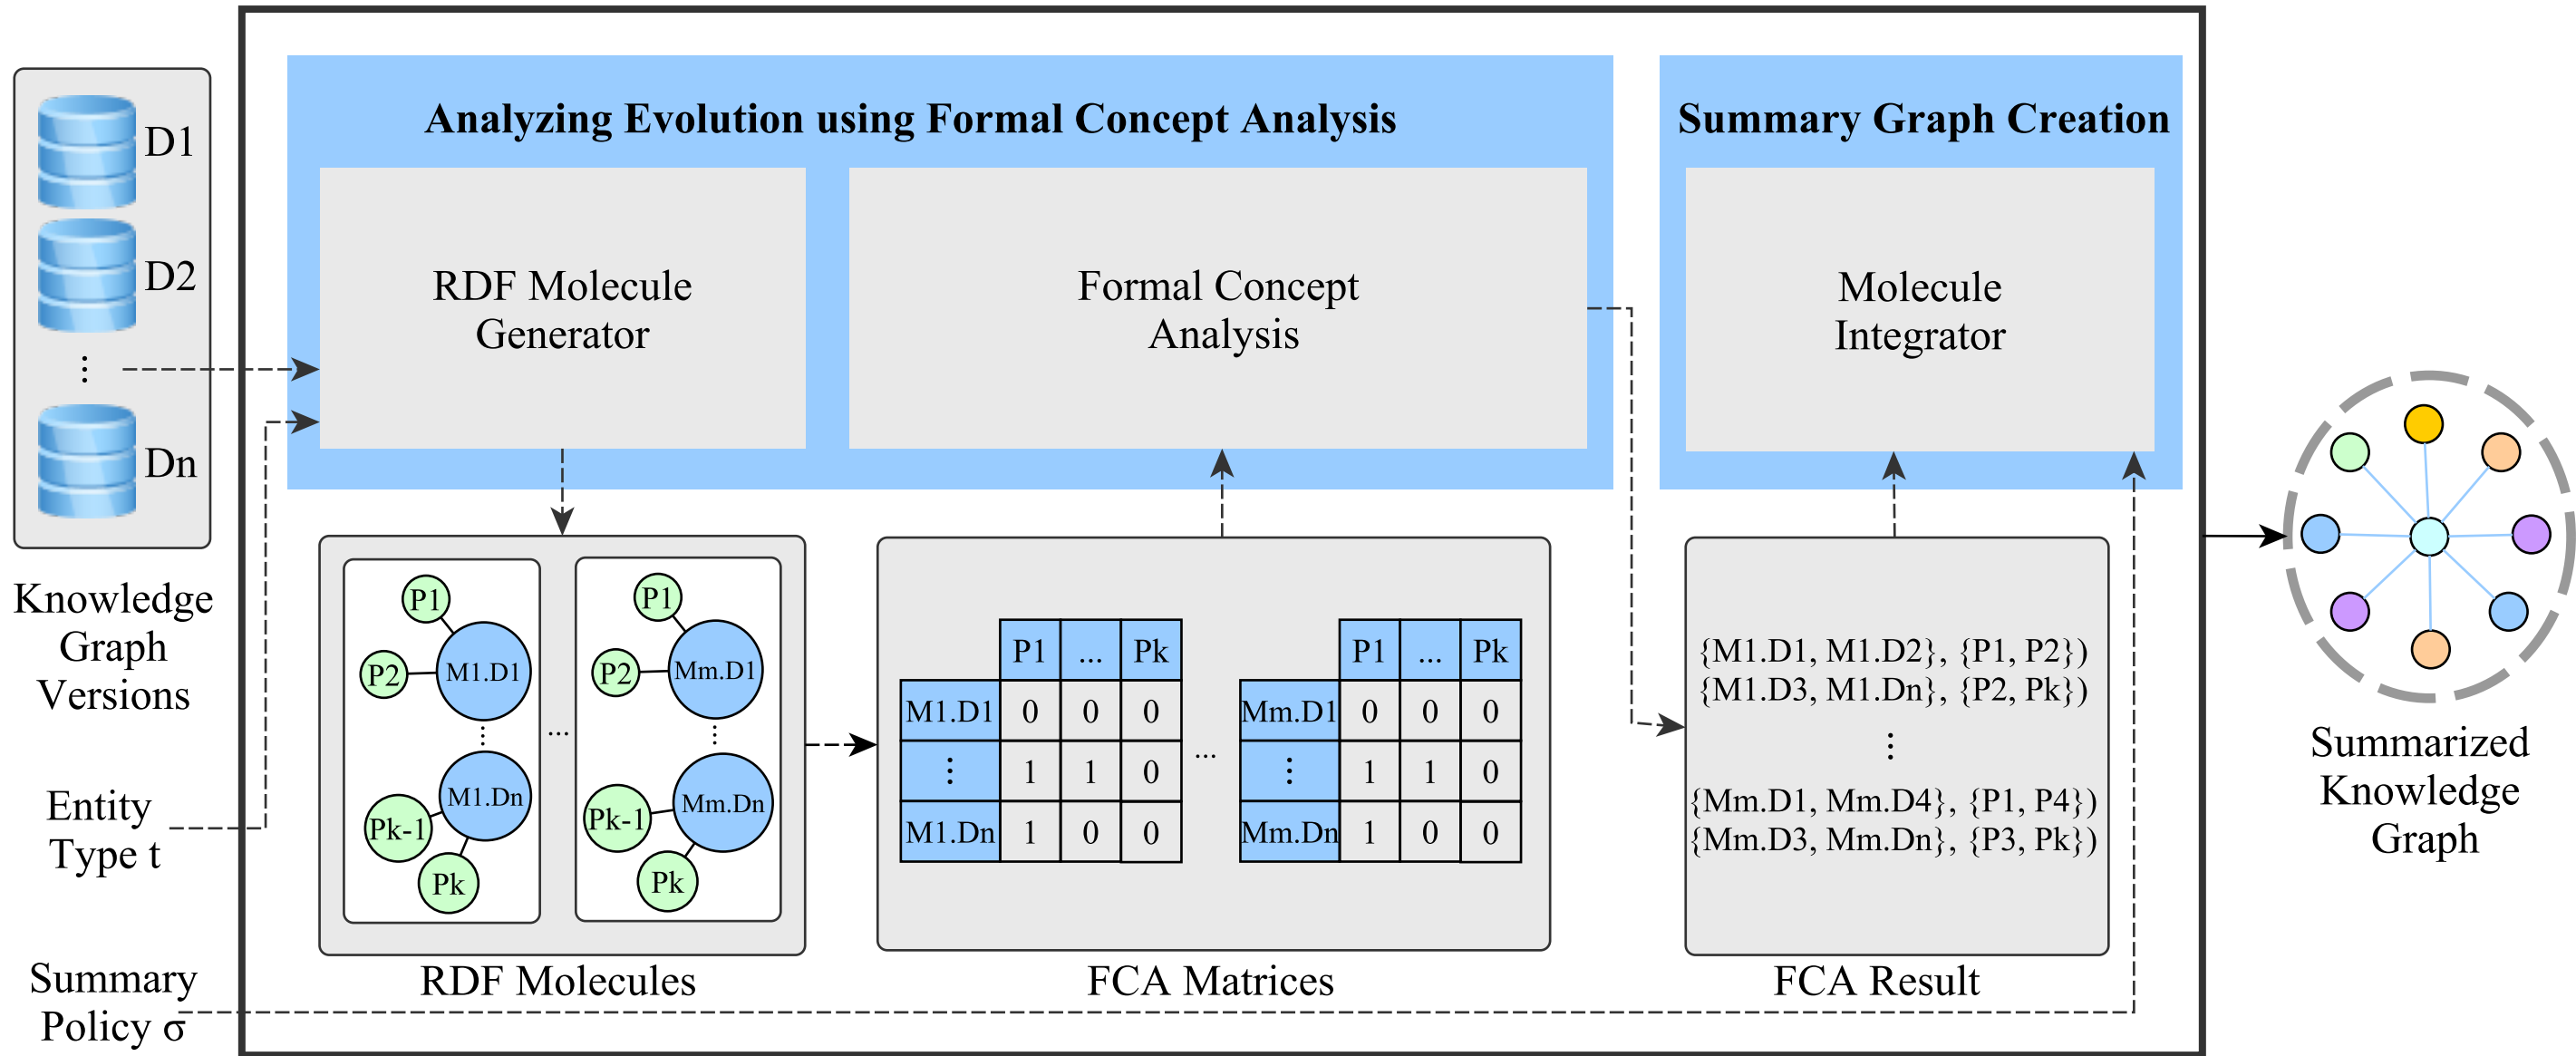 D1
D2
⋮
Dn
Knowledge
Graph
Versions
Entity
Type t
Summary
Policy σ
Analyzing Evolution using Formal Concept Analysis
RDF Molecule
Generator
Formal Concept
Analysis
Summary Graph Creation
Molecule
Integrator
P1
P2
M1.D1
⋮
M1.Dn
Pk-1
Pk
...
P1
P2
Mm.D1
⋮
Mm.Dn
Pk-1
Pk
RDF Molecules
P1 ... Pk
M1.D1 0 0 0
⋮ 1 1 0
M1.Dn 1 0 0
...
P1 ... Pk
Mm.D1 0 0 0
⋮ 1 1 0
Mm.Dn 1 0 0
FCA Matrices
{M1.D1, M1.D2}, {P1, P2})
{M1.D3, M1.Dn}, {P2, Pk})
⋮
{Mm.D1, Mm.D4}, {P1, P4})
{Mm.D3, Mm.Dn}, {P3, Pk})
FCA Result
Summarized
Knowledge
Graph